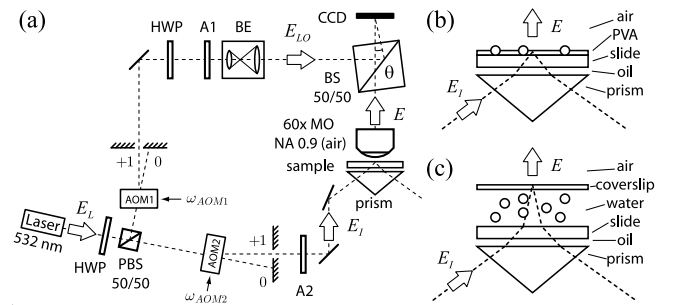 (a)
HWP
A1
BE
E_LO
CCD
BS
50/50
θ
E
60x MO
NA 0.9 (air)
sample
prism
+1
0
AOM1
ω_AOM1
Laser
532 nm
E_L
HWP
PBS
50/50
AOM2
ω_AOM2
+1
0
A2
E_I
(b)
E
air
PVA
slide
oil
prism
E_I
(c)
E
air
coverslip
water
slide
oil
prism
E_I